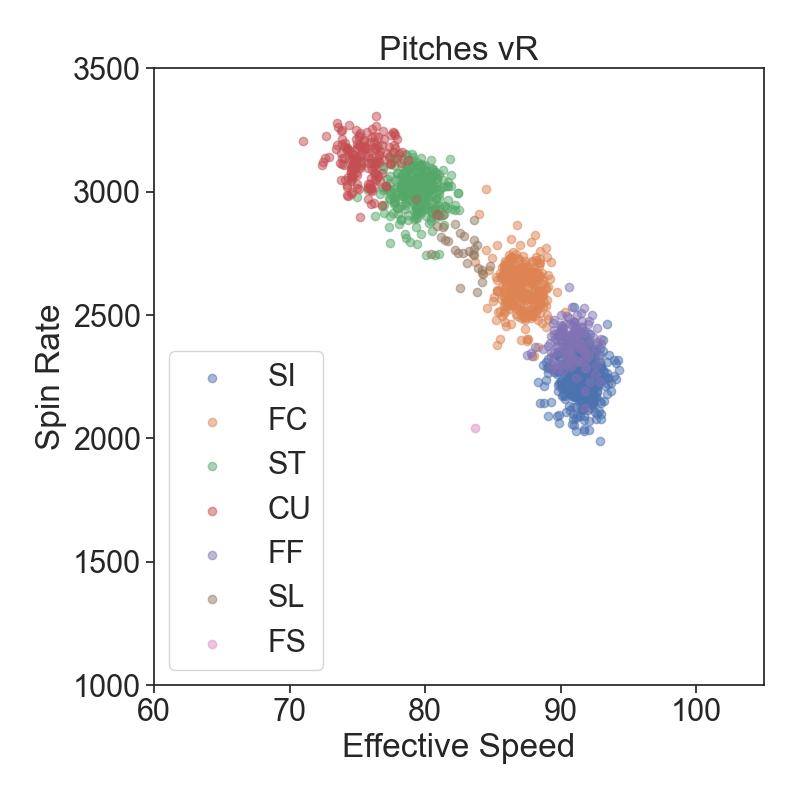 Pitches vR
3500
3000
2500
2000
1500
1000
Spin Rate
SI
FC
ST
CU
FF
SL
FS
60 70 80 90 100
Effective Speed